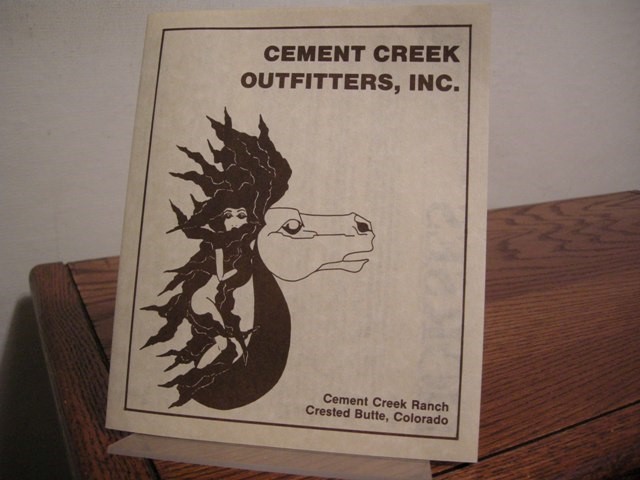 CEMENT CREEK
OUTFITTERS, INC.
Cement Creek Ranch
Crested Butte, Colorado